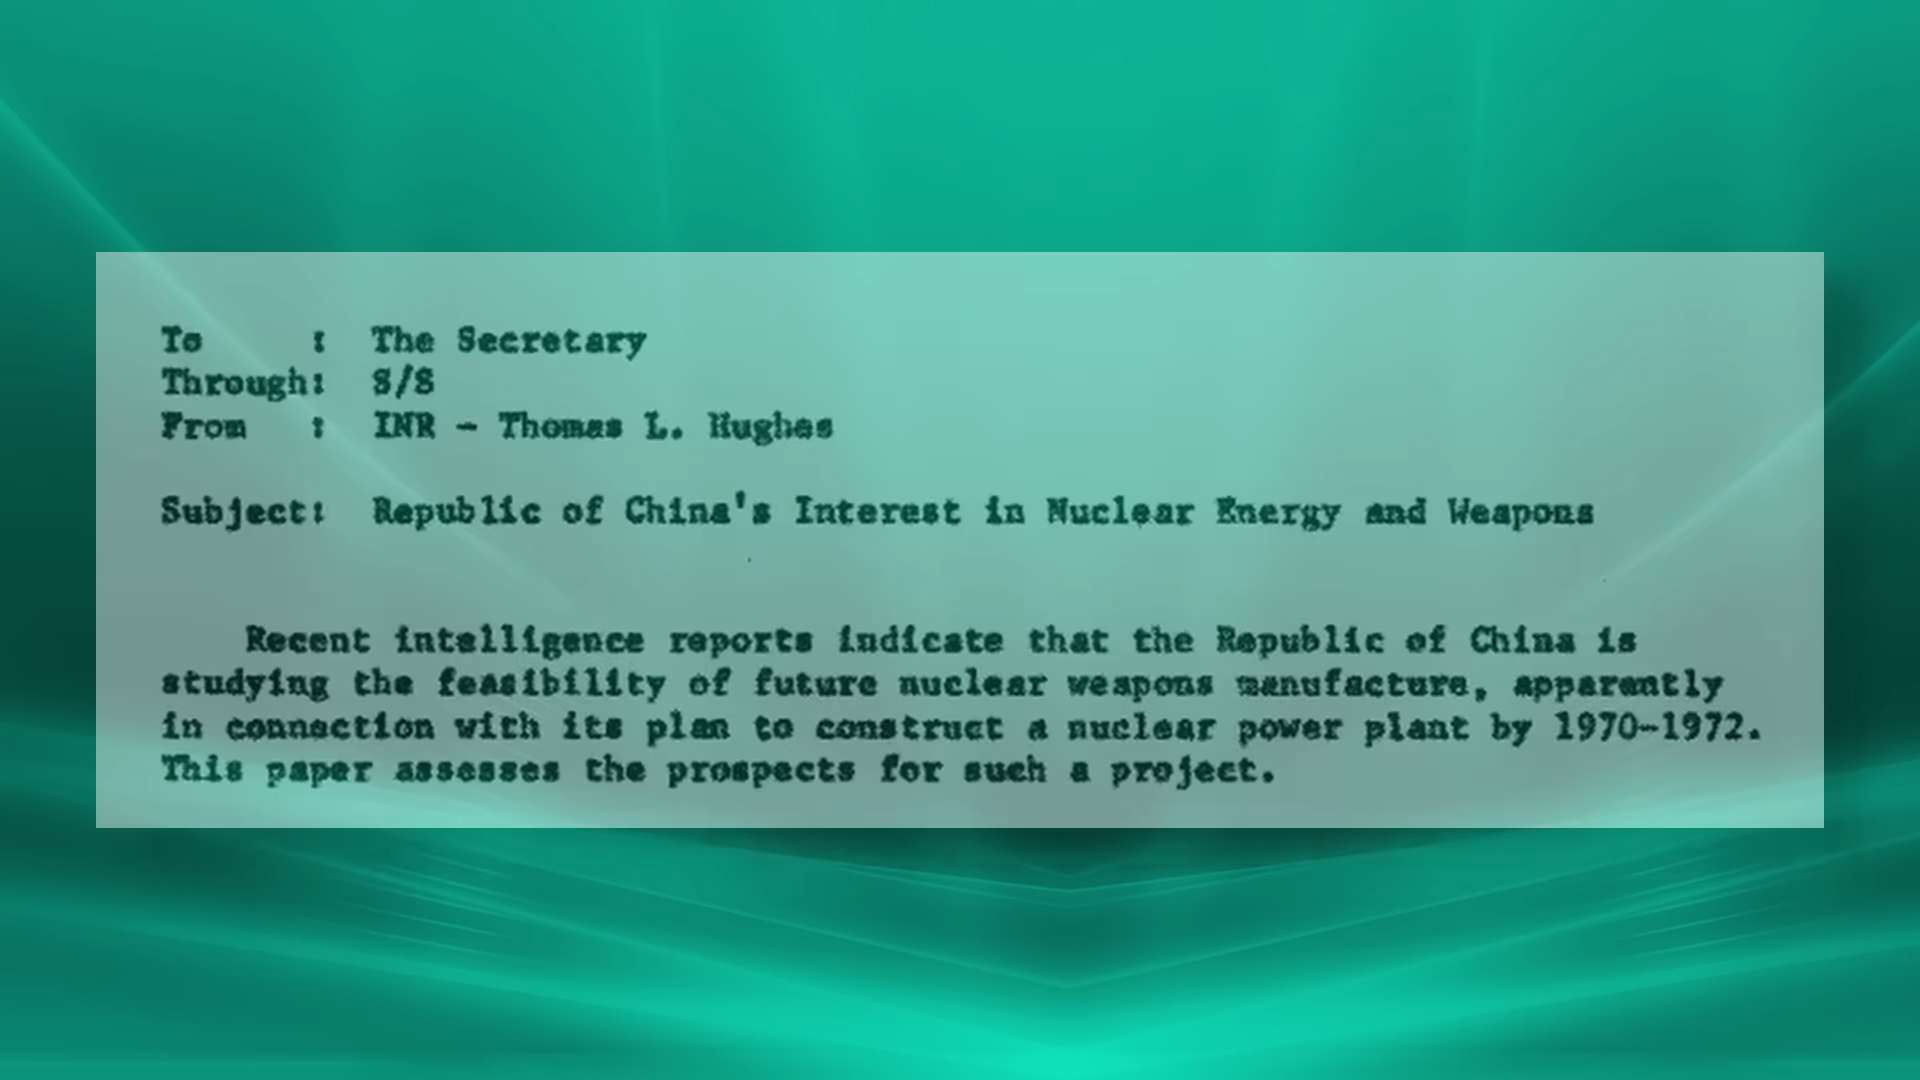 To : The Secretary
Through: S/S
From : INR - Thomas L. Hughes
Subject: Republic of China's Interest in Nuclear Energy and Weapons
Recent intelligence reports indicate that the Republic of China is
studying the feasibility of future nuclear weapons manufacture, apparently
in connection with its plan to construct a nuclear power plant by 1970-1972.
This paper assesses the prospects for such a project.